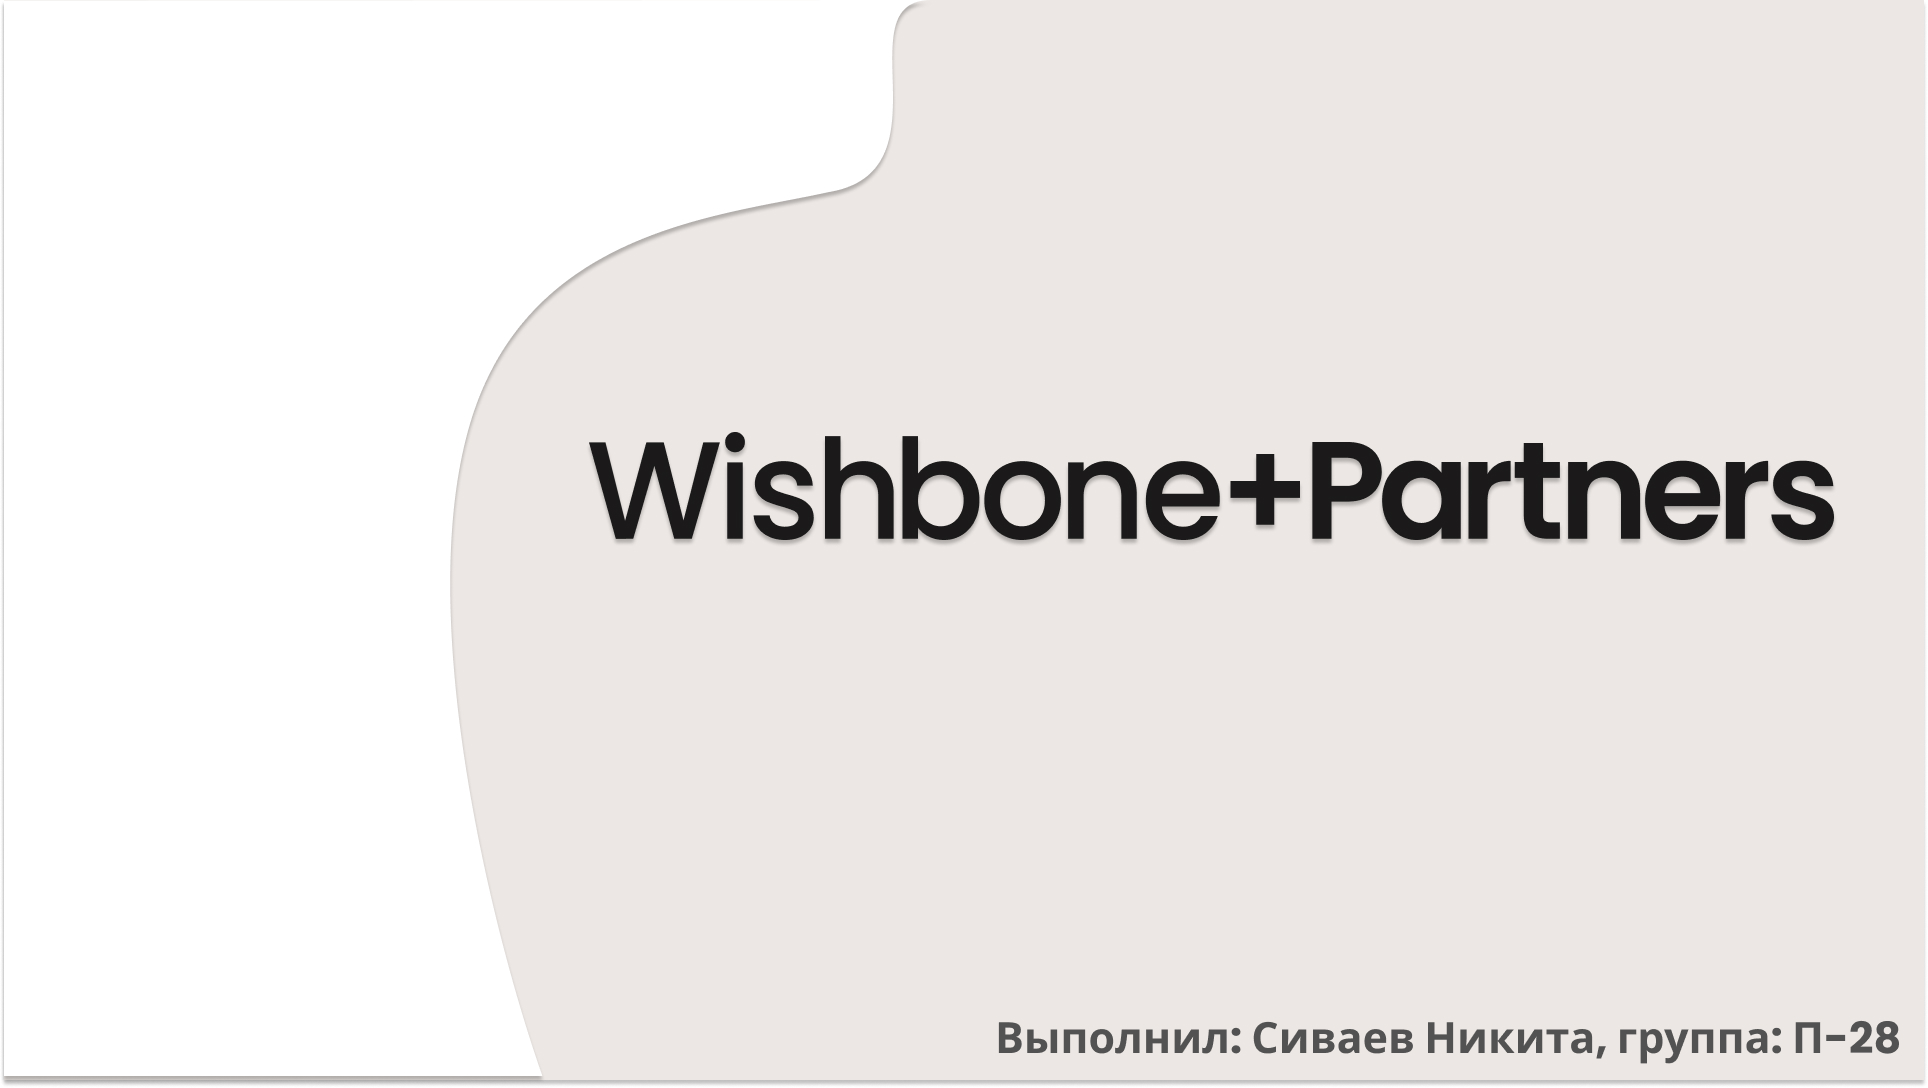 Wishbone+Partners
Выполнил: Сиваев Никита, группа: П-28